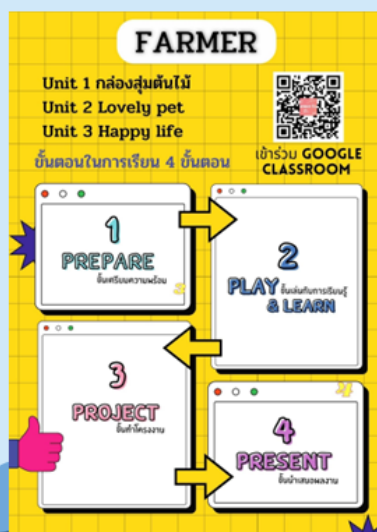 FARMER
Unit 1 กล่องสุ่มต้นไม้
Unit 2 Lovely pet
Unit 3 Happy life
ขั้นตอนในการเรียน 4 ขั้นตอน
เข้าร่วม GOOGLE
CLASSROOM
1
PREPARE
ขั้นเตรียมความพร้อม
2
PLAY ขั้นเล่นกับการเรียนรู้
& LEARN
3
PROJECT
ขั้นทำโครงงาน
4
PRESENT
ขั้นนำเสนอผลงาน